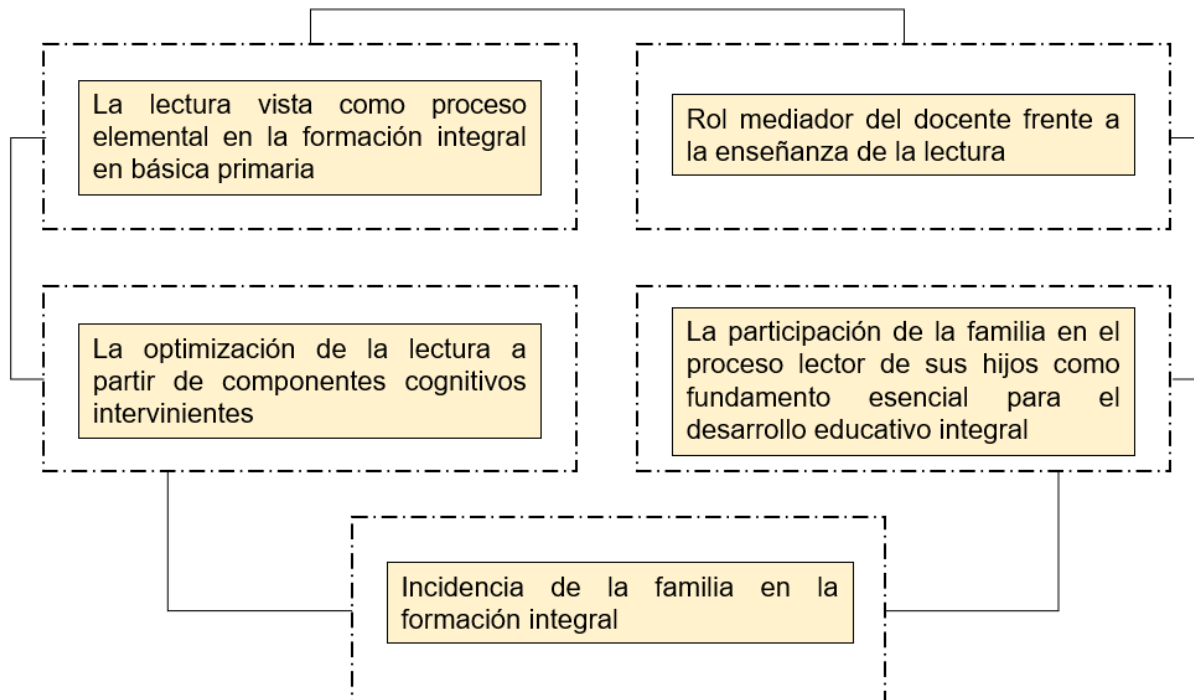 La lectura vista como proceso
elemental en la formación integral
en básica primaria
Rol mediador del docente frente a
la enseñanza de la lectura
La optimización de la lectura a
partir de componentes cognitivos
intervinientes
La participación de la familia en el
proceso lector de sus hijos como
fundamento esencial para el
desarrollo educativo integral
Incidencia de la familia en la
formación integral